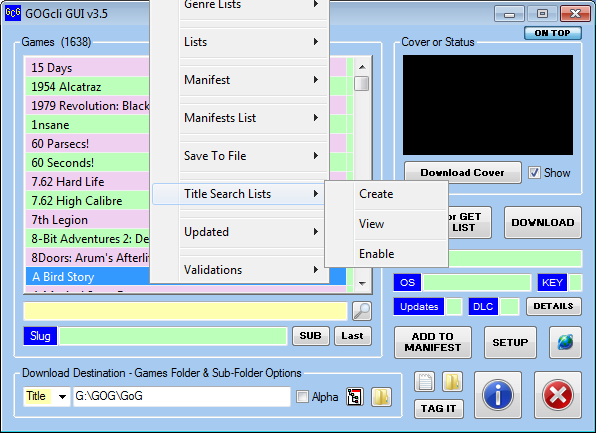 GOGcli GUI v3.5
ON TOP
Games (1638)
Cover or Status
15 Days
1954 Alcatraz
1979 Revolution: Black
1nsane
60 Parsecs!
60 Seconds!
7.62 Hard Life
7.62 High Calibre
7th Legion
8-Bit Adventures 2: De
8Doors: Arum's Afterli
A Bird Story
Genre Lists
Lists
Manifest
Manifests List
Save To File
Title Search Lists
Updated
Validations
Create
View
Enable
Download Cover
Show
or GET
LIST
DOWNLOAD
OS
KEY
Updates
DLC
DETAILS
Slug
SUB
Last
ADD TO
MANIFEST
SETUP
Download Destination - Games Folder & Sub-Folder Options
Title
G:\GOG\GoG
Alpha
TAG IT